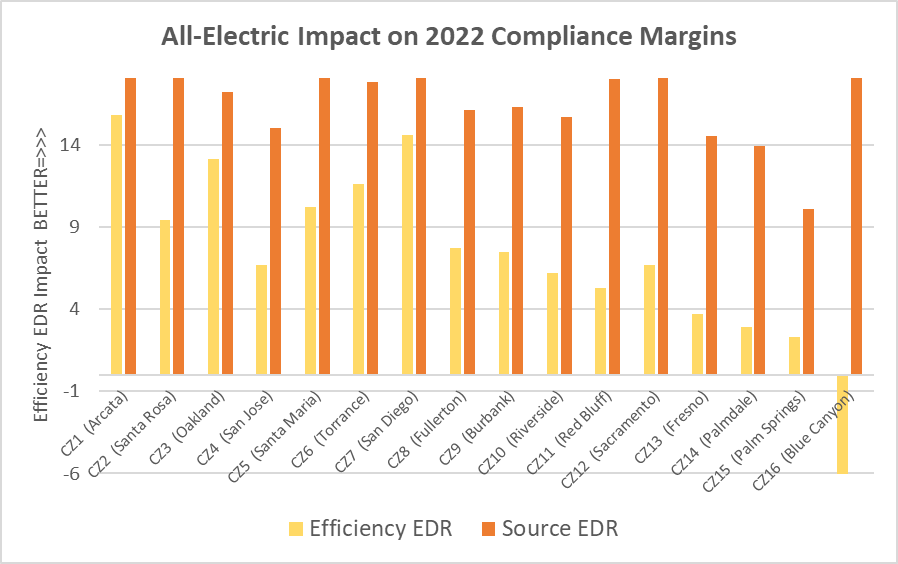 All-Electric Impact on 2022 Compliance Margins
Efficiency EDR Impact BETTER=>>>
14
9
4
-1
-6
CZ1 (Arcata)
CZ2 (Santa Rosa)
CZ3 (Oakland)
CZ4 (San Jose)
CZ5 (Santa Maria)
CZ6 (Torrance)
CZ7 (San Diego)
CZ8 (Fullerton)
CZ9 (Burbank)
CZ10 (Riverside)
CZ11 (Red Bluff)
CZ12 (Sacramento)
CZ13 (Fresno)
CZ14 (Palmdale)
CZ15 (Palm Springs)
CZ16 (Blue Canyon)
Efficiency EDR
Source EDR